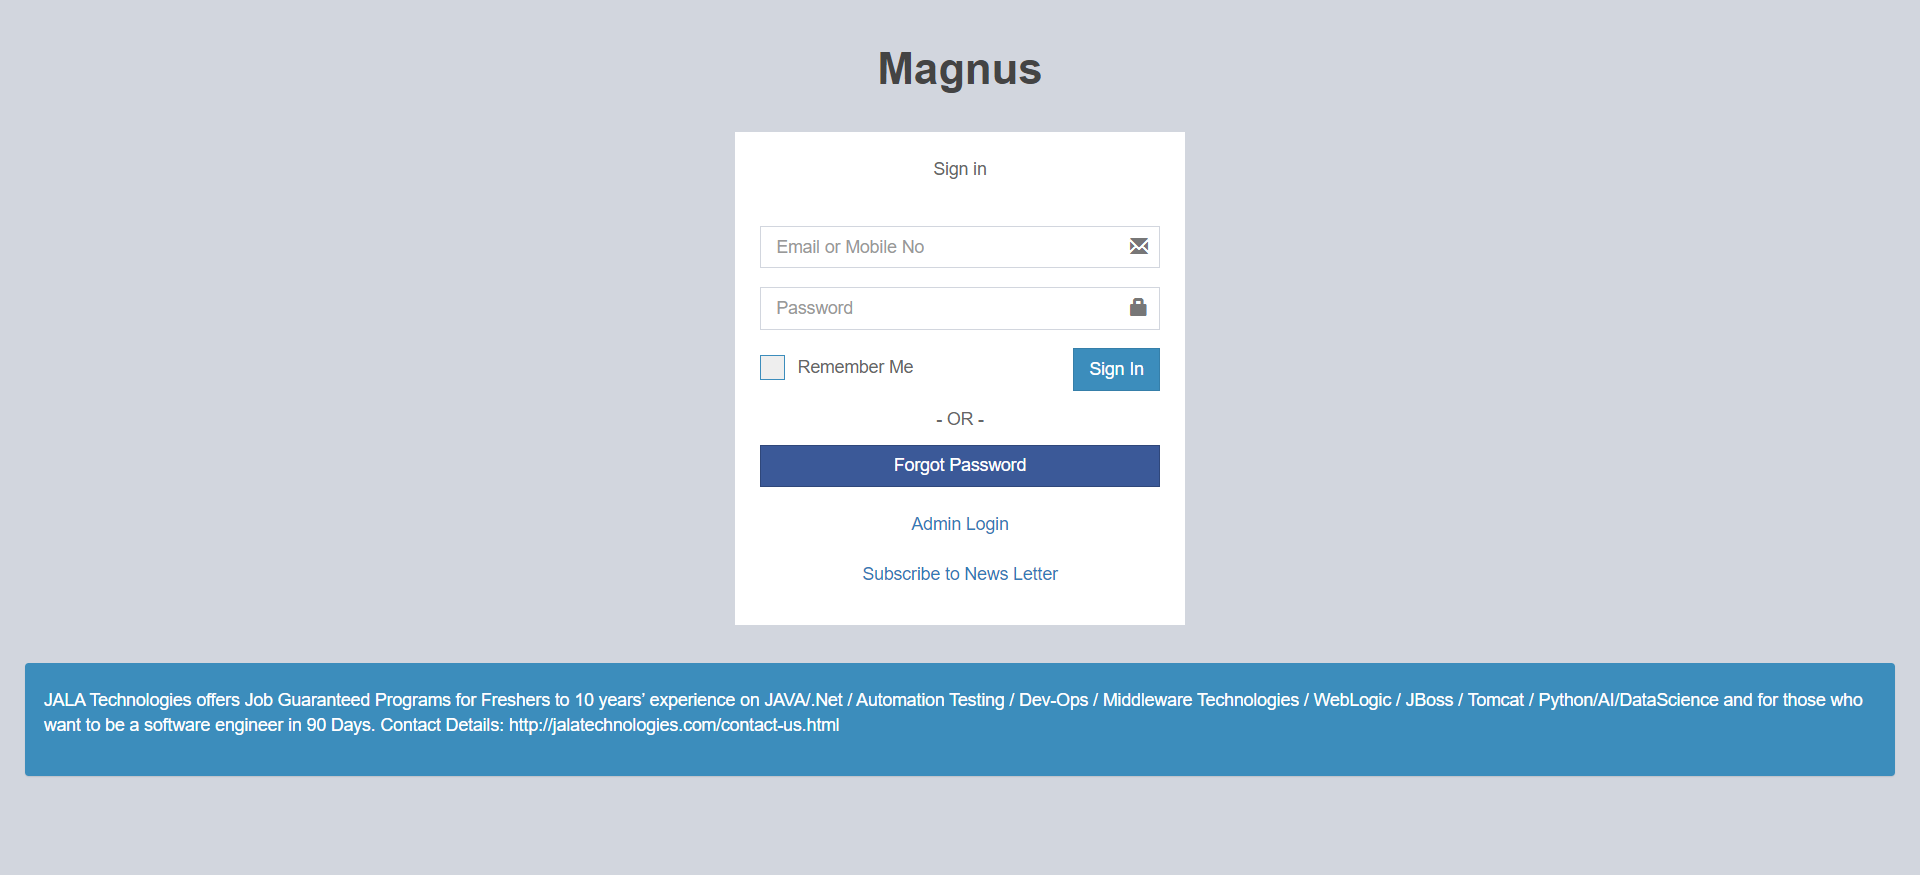 Magnus
Sign in
Email or Mobile No
Password
Remember Me
Sign In
- OR -
Forgot Password
Admin Login
Subscribe to News Letter
JALA Technologies offers Job Guaranteed Programs for Freshers to 10 years’ experience on JAVA/.Net / Automation Testing / Dev-Ops / Middleware Technologies / WebLogic / JBoss / Tomcat / Python/AI/DataScience and for those who
want to be a software engineer in 90 Days. Contact Details: http://jalatechnologies.com/contact-us.html